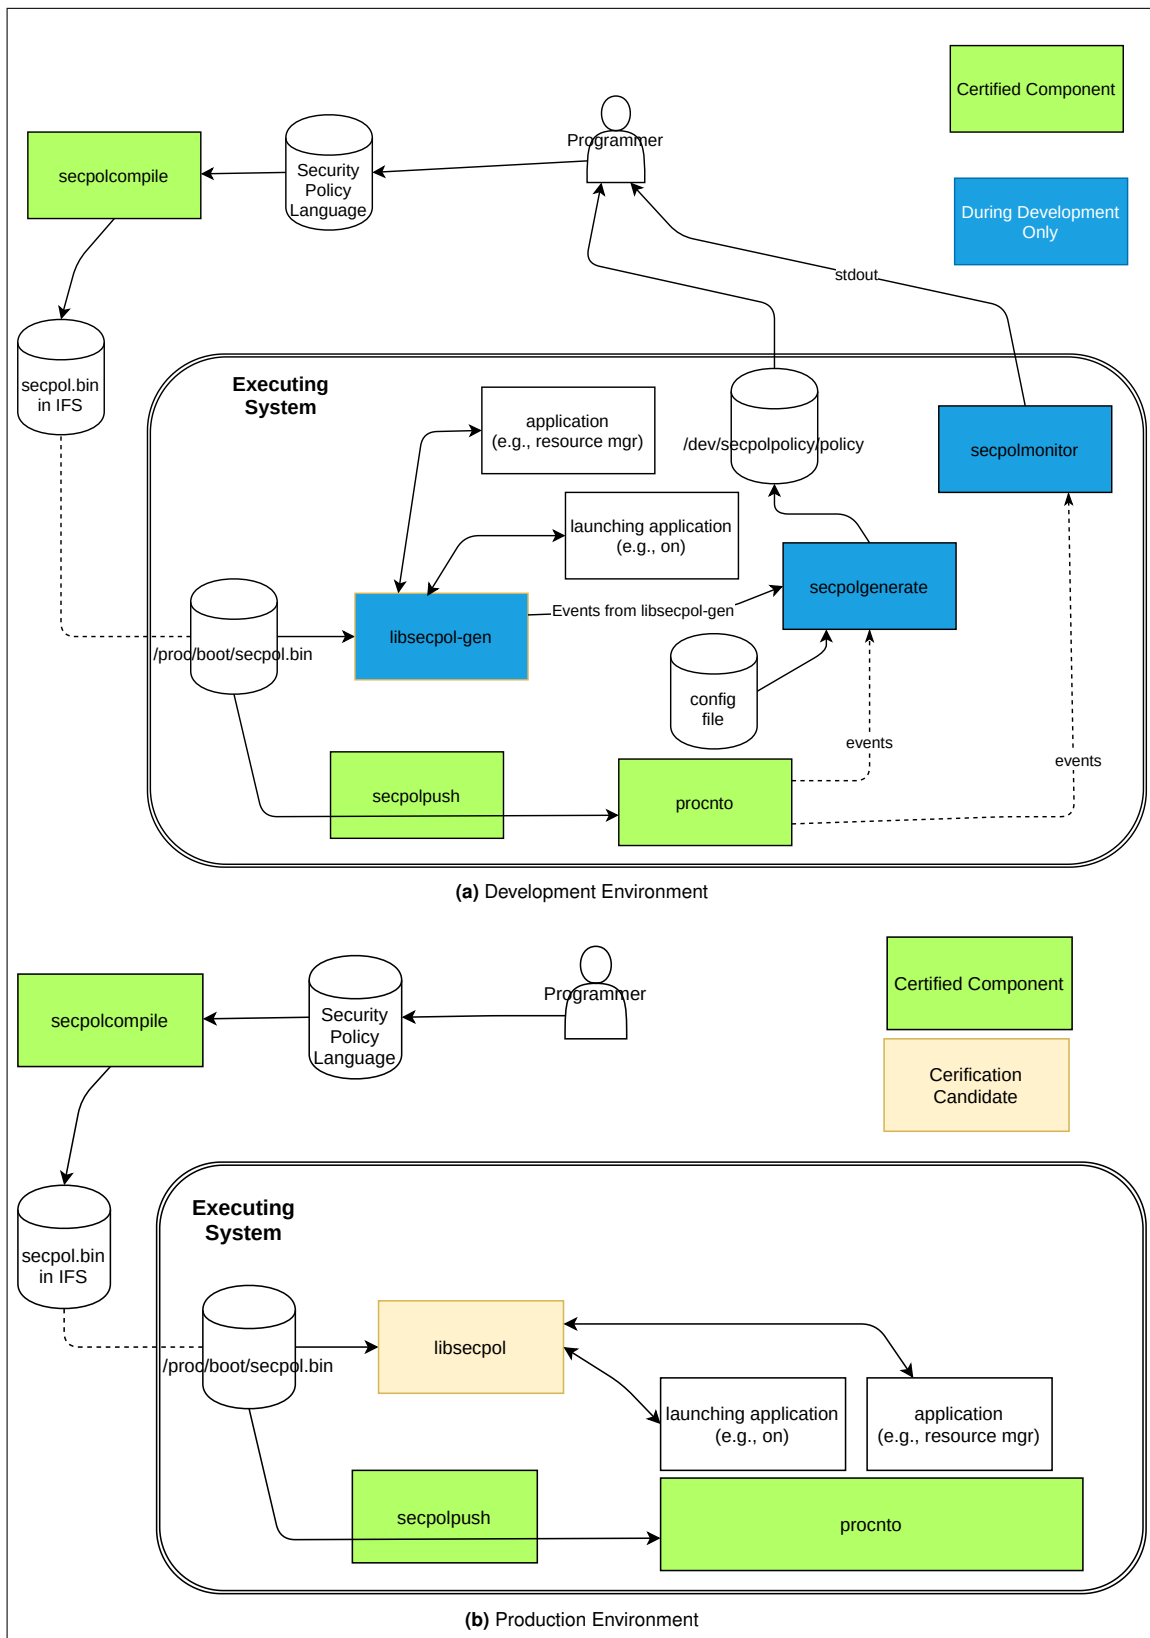 Certified Component
Programmer
secpolcompile
Security
Policy
Language
During Development
Only
stdout
secpol.bin
in IFS
Executing
System
application
(e.g., resource mgr)
/dev/secpolpolicy/policy
secpolmonitor
launching application
(e.g., on)
secpolgenerate
Events from libsecpol-gen
libsecpol-gen
/proc/boot/secpol.bin
config
file
events
events
secpolpush
procnto
(a) Development Environment
Certified Component
Programmer
secpolcompile
Security
Policy
Language
Cerification
Candidate
Executing
System
secpol.bin
in IFS
libsecpol
/proc/boot/secpol.bin
launching application
(e.g., on)
application
(e.g., resource mgr)
secpolpush
procnto
(b) Production Environment